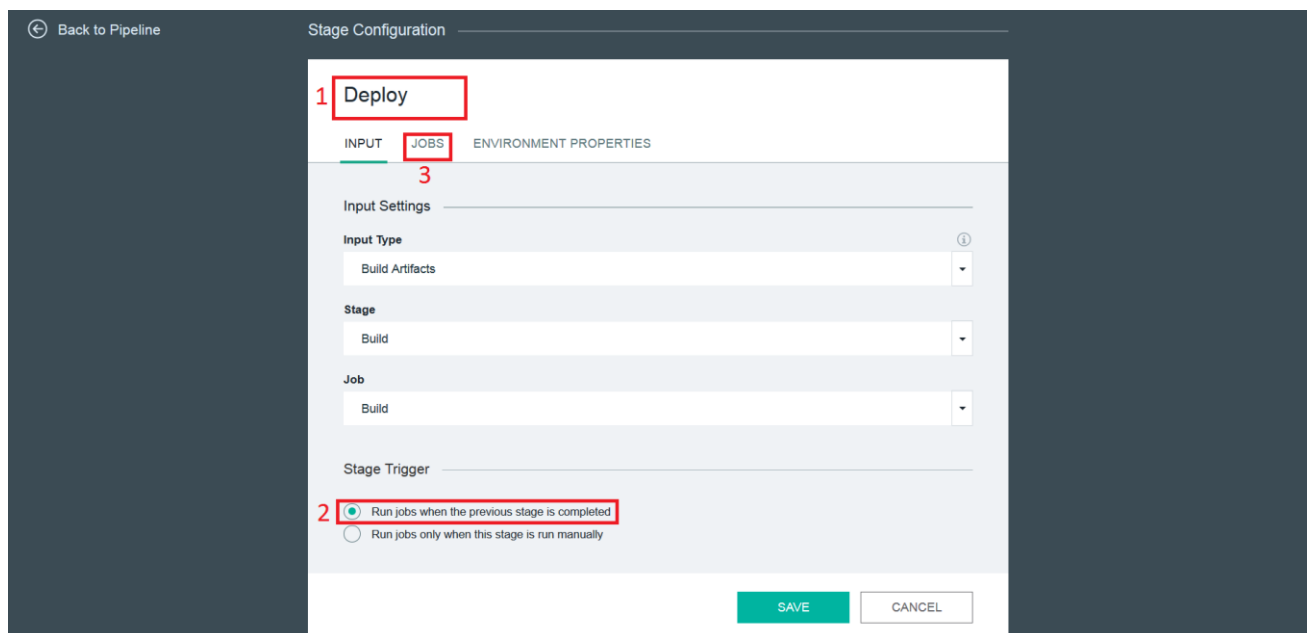 Back to Pipeline
Stage Configuration
1 Deploy
INPUT JOBS ENVIRONMENT PROPERTIES
3
Input Settings
Input Type
Build Artifacts
Stage
Build
Job
Build
Stage Trigger
2 Run jobs when the previous stage is completed
Run jobs only when this stage is run manually
SAVE CANCEL